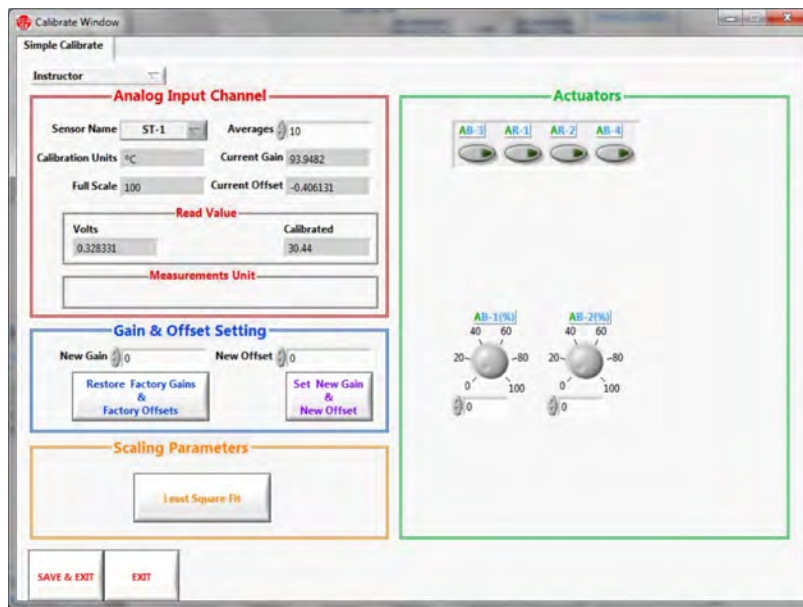 Calibrate Window
Simple Calibrate
Instructor
Analog Input Channel
Sensor Name ST-1 Averages 10
Calibration Units ºC Current Gain 93.9482
Full Scale 100 Current Offset -0.406131
Read Value
Volts Calibrated
0.328331 30.44
Measurements Unit
Gain & Offset Setting
New Gain 0 New Offset 0
Restore Factory Gains
&
Factory Offsets
Set New Gain
&
New Offset
Scaling Parameters
Least Square Fit
SAVE & EXIT EXIT
Actuators
AB-3 AR-1 AR-2 AR-4
AB-1(%) AB-2(%)
40 60 40 60
20 80 20 80
0 100 0 100
0 0